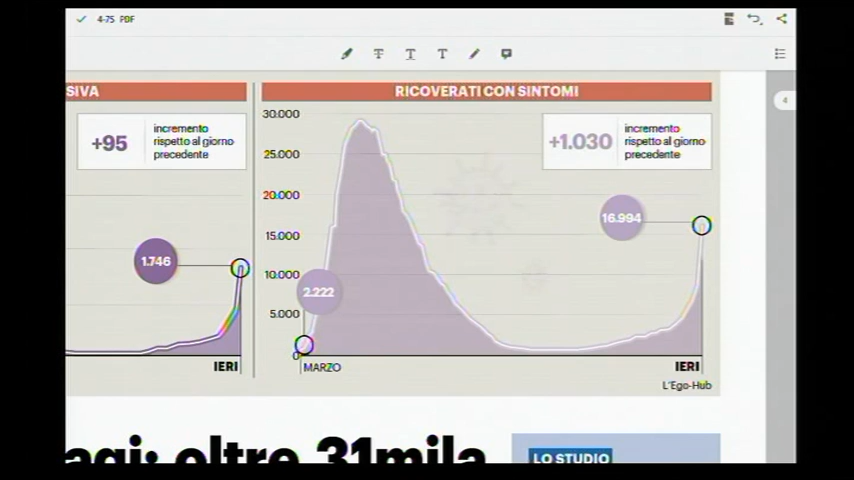 4-75 PDF
4
SIVA
+95
incremento
rispetto al giorno
precedente
1.746
IERI
RICOVERATI CON SINTOMI
30.000
25.000
20.000
15.000
10.000
5.000
0
+1.030
incremento
rispetto al giorno
precedente
16.994
2.222
MARZO
IERI
L'Ego-Hub
agi: oltre 31mila
LO STUDIO